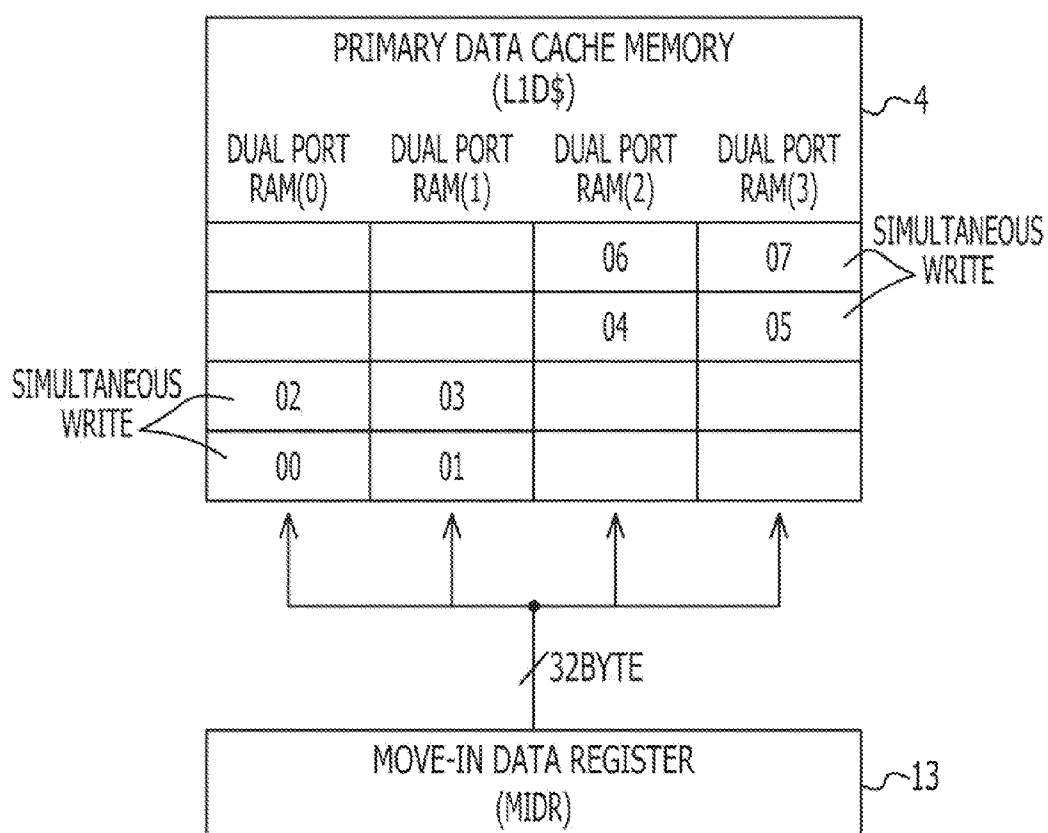 PRIMARY DATA CACHE MEMORY
(L1D$)
4
DUAL PORT RAM(0)
DUAL PORT RAM(1)
DUAL PORT RAM(2)
DUAL PORT RAM(3)
06 07
SIMULTANEOUS
WRITE
04 05
SIMULTANEOUS
WRITE
02 03
00 01
32BYTE
MOVE-IN DATA REGISTER
(MIDR)
13